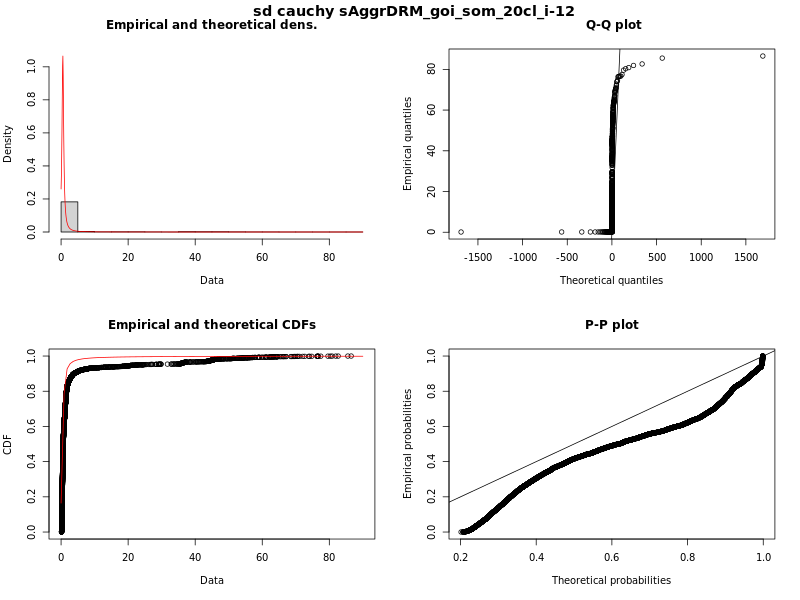 sd cauchy sAggrDRM_goi_som_20cl_i-12
Empirical and theoretical dens.
Density
0.0 0.2 0.4 0.6 0.8 1.0
0 20 40 60 80
Data
Q-Q plot
Empirical quantiles
0 20 40 60 80
-1500 -1000 -500 0 500 1000 1500
Theoretical quantiles
Empirical and theoretical CDFs
CDF
0.0 0.2 0.4 0.6 0.8 1.0
0 20 40 60 80
Data
P-P plot
Empirical probabilities
0.0 0.2 0.4 0.6 0.8 1.0
0.2 0.4 0.6 0.8 1.0
Theoretical probabilities